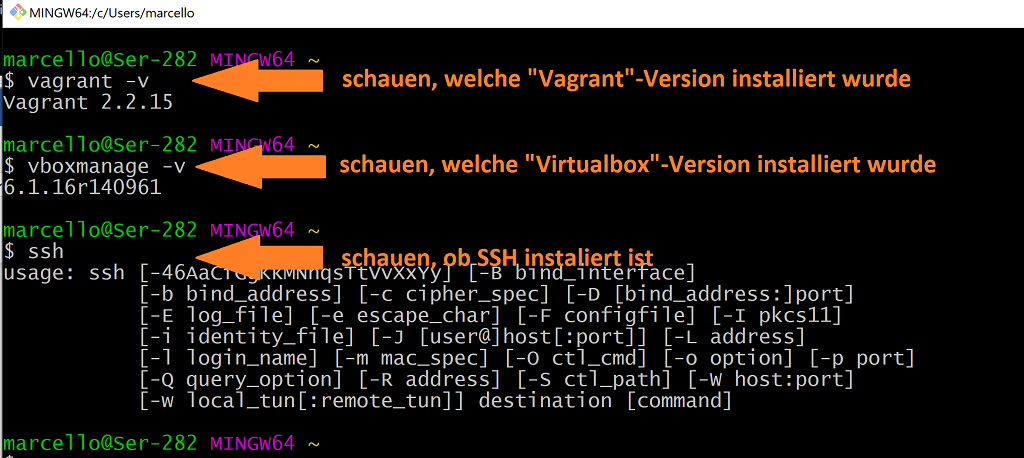 MINGW64:/c/Users/marcello
marcello@Ser-282 MINGW64 ~
$ vagrant -v
schauen, welche "Vagrant"-Version installiert wurde
Vagrant 2.2.15
marcello@Ser-282 MINGW64 ~
$ vboxmanage -v
schauen, welche "Virtualbox"-Version installiert wurde
6.1.16r140961
marcello@Ser-282 MINGW64 ~
$ ssh
schauen, ob SSH instaliert ist
usage: ssh [-46AaCfGgKkMNnqsTtVvXxYy] [-B bind_interface]
[-b bind_address] [-c cipher_spec] [-D [bind_address:]port]
[-E log_file] [-e escape_char] [-F configfile] [-I pkcs11]
[-i identity_file] [-J [user@]host[:port]] [-L address]
[-l login_name] [-m mac_spec] [-O ctl_cmd] [-o option] [-p port]
[-Q query_option] [-R address] [-S ctl_path] [-W host:port]
[-w local_tun[:remote_tun]] destination [command]
marcello@Ser-282 MINGW64 ~